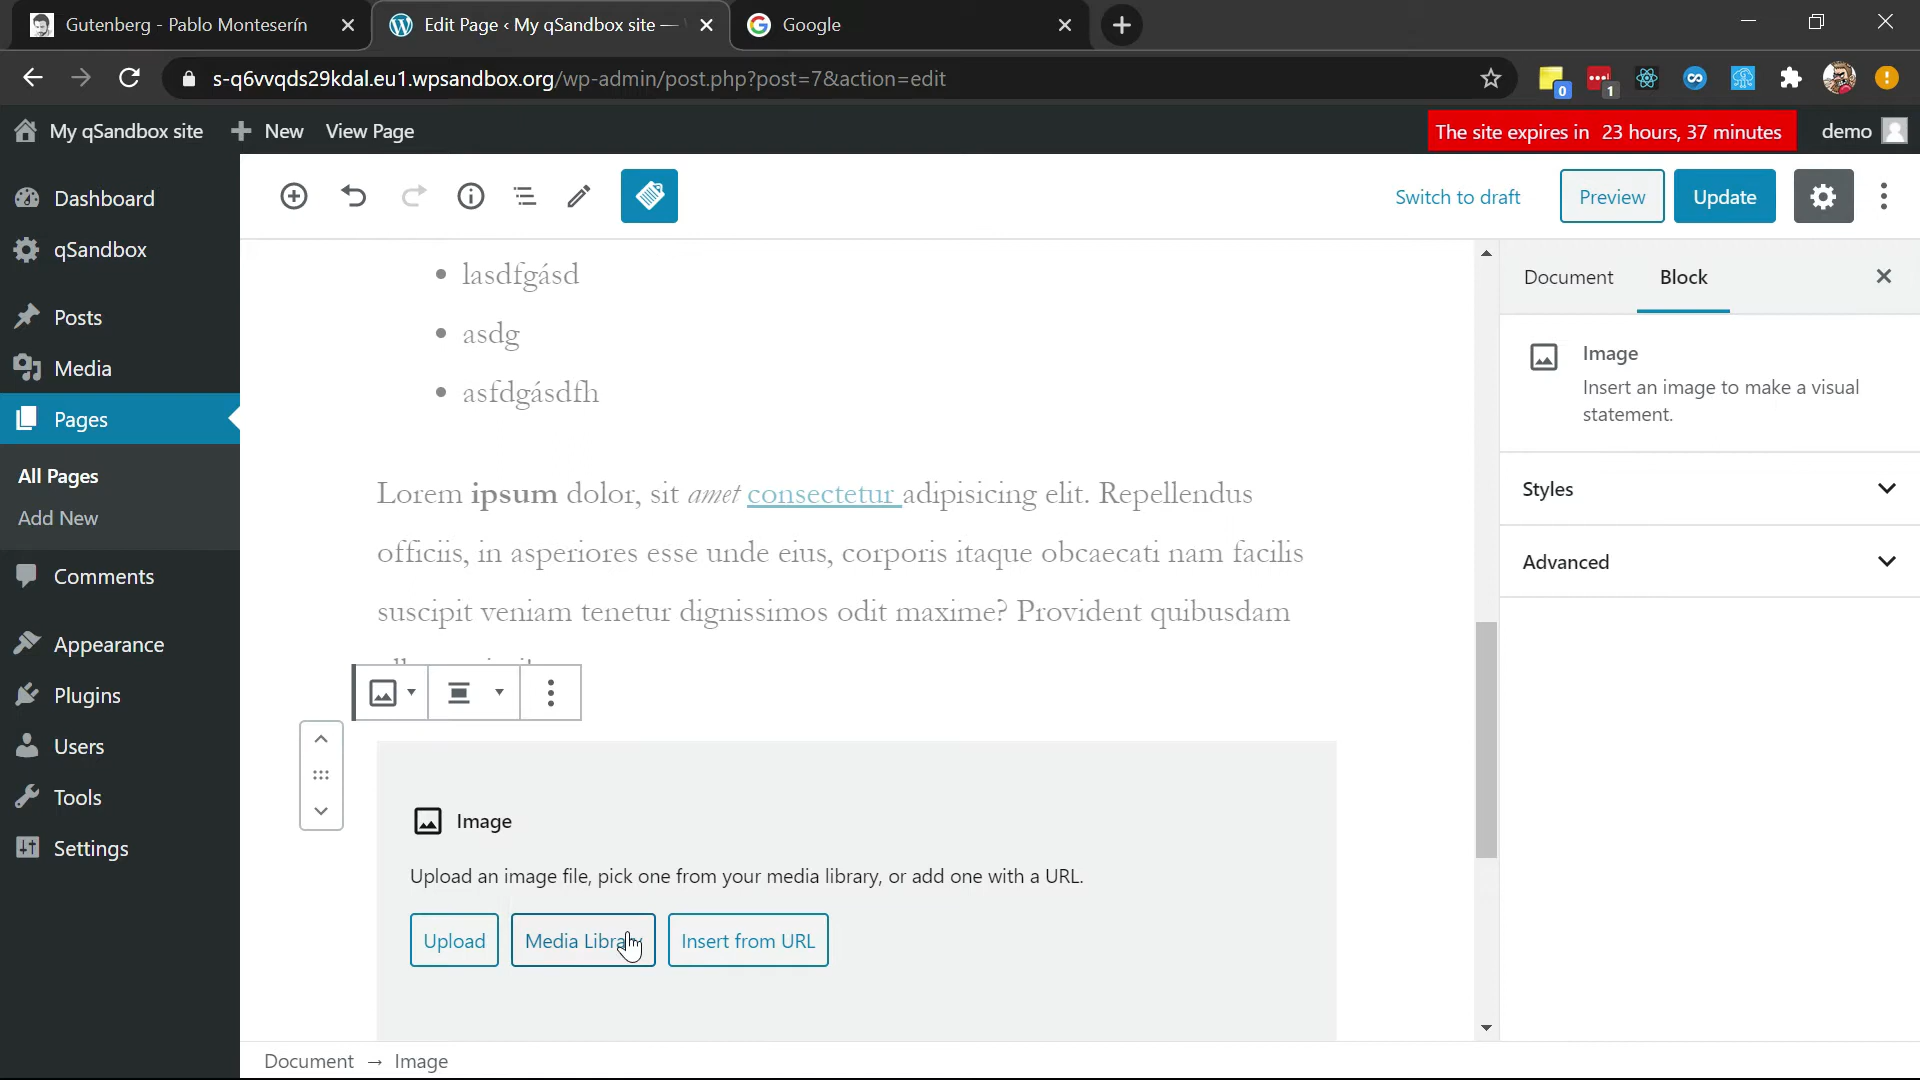 Gutenberg - Pablo Monteserín
Edit Page ‹ My qSandbox site —
Google
s-q6vvqds29kdal.eu1.wpsandbox.org/wp-admin/post.php?post=7&action=edit
0
1
My qSandbox site
New
View Page
The site expires in 23 hours, 37 minutes
demo
Dashboard
qSandbox
Posts
Media
Pages
All Pages
Add New
Comments
Appearance
Plugins
Users
Tools
Settings
Switch to draft
Preview
Update
lasdfgásd
asdg
asfdgásdfh
Lorem ipsum dolor, sit amet consectetur adipisicing elit. Repellendus
officiis, in asperiores esse unde eius, corporis itaque obcaecati nam facilis
suscipit veniam tenetur dignissimos odit maxime? Provident quibusdam
Image
Upload an image file, pick one from your media library, or add one with a URL.
Upload
Media Library
Insert from URL
Document → Image
Document
Block
Image
Insert an image to make a visual
statement.
Styles
Advanced